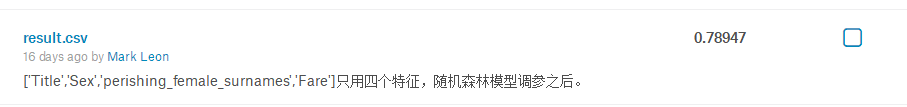 result.csv 0.78947
16 days ago by Mark Leon
['Title','Sex','perishing_female_surnames','Fare']只用四个特征，随机森林模型调参之后。